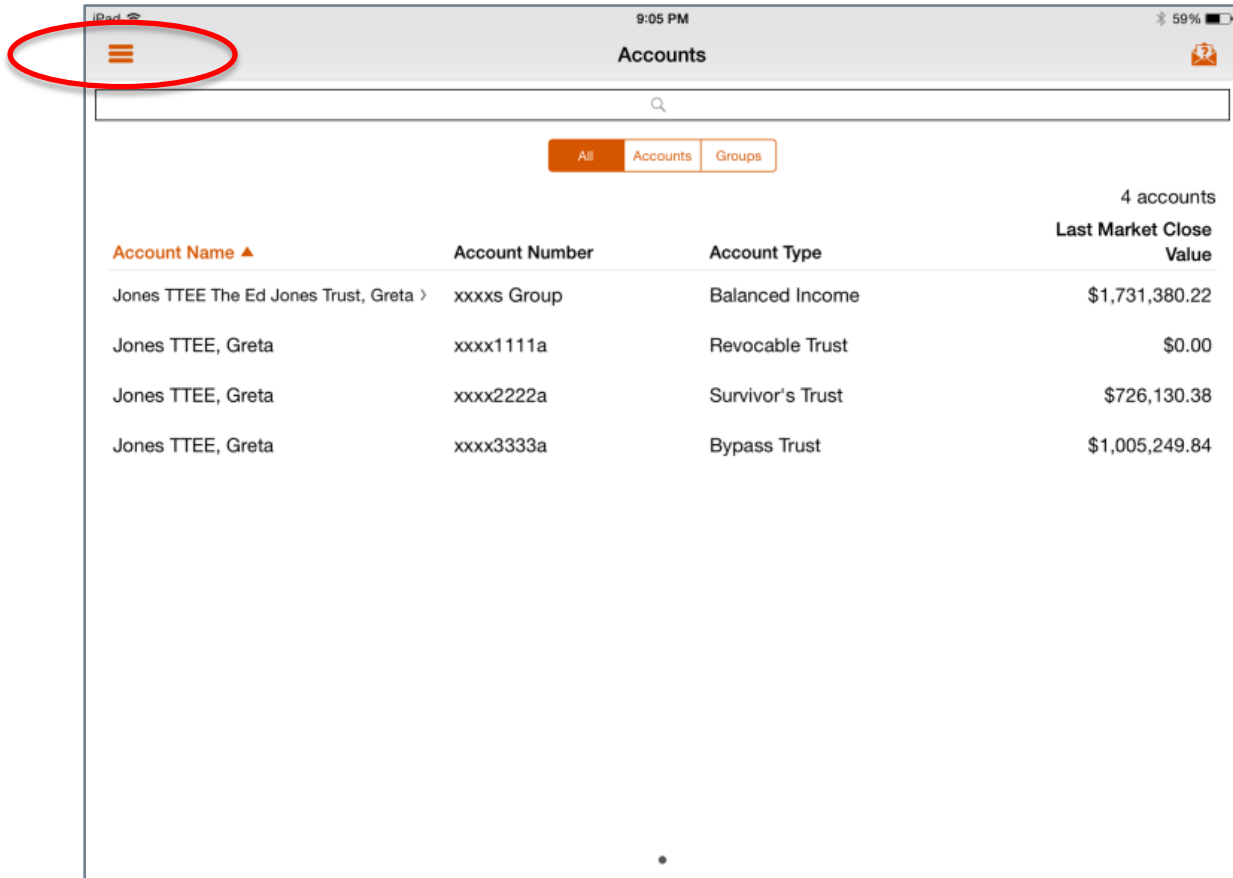 iPad 9:05 PM 59%
Accounts
All Accounts Groups
4 accounts
Account Name ▲ Account Number Account Type Last Market Close Value
Jones TTEE The Ed Jones Trust, Greta > xxxxs Group Balanced Income $1,731,380.22
Jones TTEE, Greta xxxx1111a Revocable Trust $0.00
Jones TTEE, Greta xxxx2222a Survivor's Trust $726,130.38
Jones TTEE, Greta xxxx3333a Bypass Trust $1,005,249.84